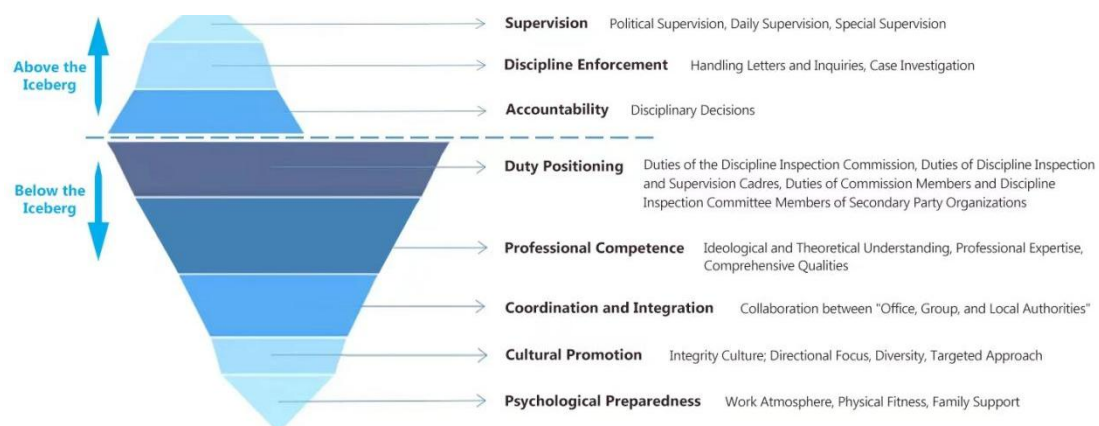 Above the
Iceberg
Supervision Political Supervision, Daily Supervision, Special Supervision
Discipline Enforcement Handling Letters and Inquiries, Case Investigation
Accountability Disciplinary Decisions
Below the
Iceberg
Duty Positioning Duties of the Discipline Inspection Commission, Duties of Discipline Inspection
and Supervision Cadres, Duties of Commission Members and Discipline
Inspection Committee Members of Secondary Party Organizations
Professional Competence Ideological and Theoretical Understanding, Professional Expertise,
Comprehensive Qualities
Coordination and Integration Collaboration between "Office, Group, and Local Authorities"
Cultural Promotion Integrity Culture; Directional Focus, Diversity, Targeted Approach
Psychological Preparedness Work Atmosphere, Physical Fitness, Family Support